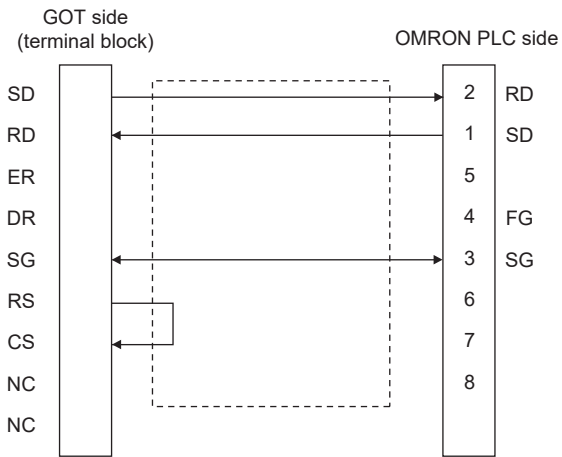 GOT side
(terminal block)
OMRON PLC side
SD 2 RD
RD 1 SD
ER 5
DR 4 FG
SG 3 SG
RS 6
CS 7
NC 8
NC